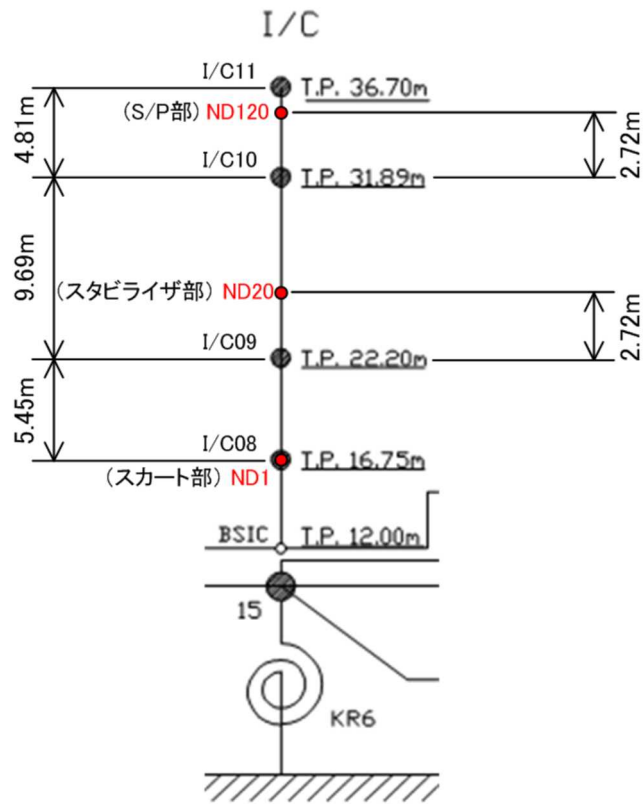 I/C
I/C11
T.P. 36.70m
(S/P部) ND120
4.81m
2.72m
I/C10
T.P. 31.89m
9.69m
(スタビライザ部) ND20
2.72m
I/C09
T.P. 22.20m
5.45m
I/C08
T.P. 16.75m
(スカート部) ND1
BSIC
T.P. 12.00m
15
KR6